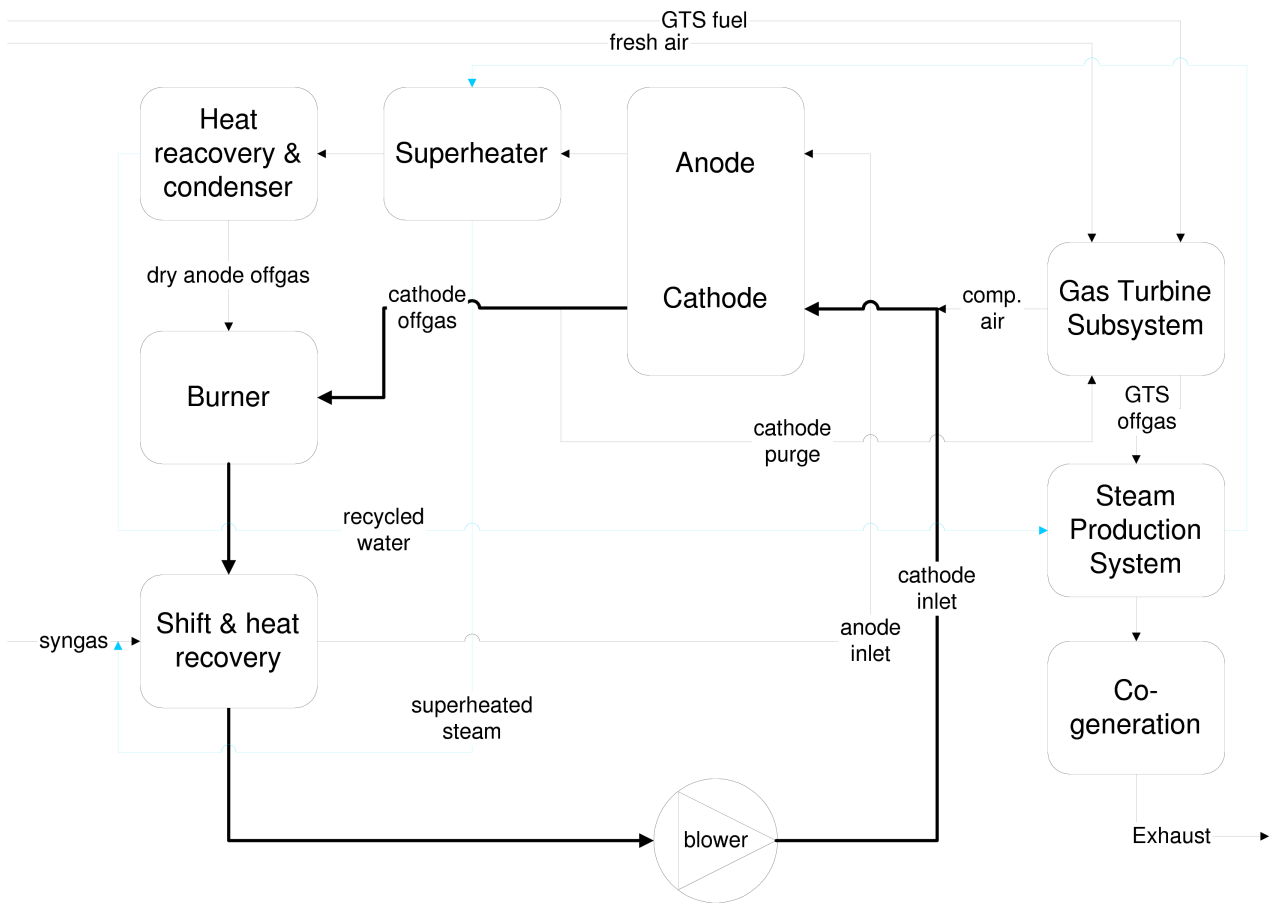 GTS fuel
fresh air
Heat
reacovery &
condenser
Superheater
Anode
Cathode
dry anode offgas
cathode
offgas
comp.
air
Gas Turbine
Subsystem
Burner
GTS
offgas
cathode
purge
recycled
water
Steam
Production
System
cathode
inlet
syngas
Shift & heat
recovery
anode
inlet
superheated
steam
Co-
generation
blower
Exhaust